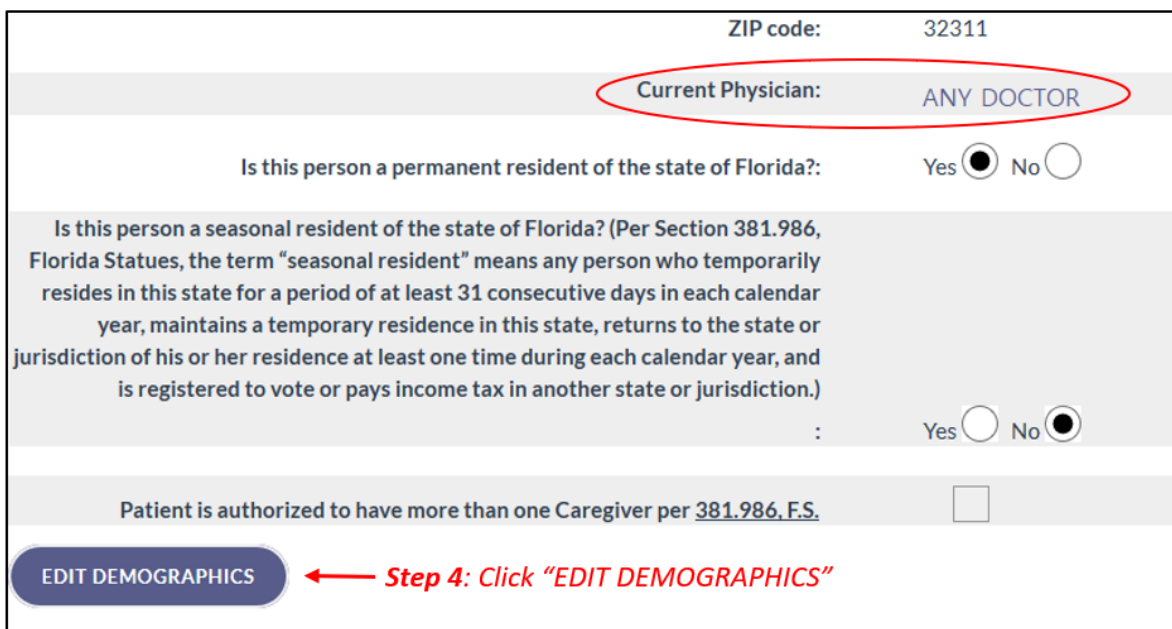 ZIP code: 32311
Current Physician: ANY DOCTOR
Is this person a permanent resident of the state of Florida?: Yes No
Is this person a seasonal resident of the state of Florida? (Per Section 381.986,
Florida Statues, the term “seasonal resident” means any person who temporarily
resides in this state for a period of at least 31 consecutive days in each calendar
year, maintains a temporary residence in this state, returns to the state or
jurisdiction of his or her residence at least one time during each calendar year, and
is registered to vote or pays income tax in another state or jurisdiction.)
: Yes No
Patient is authorized to have more than one Caregiver per 381.986, F.S.
EDIT DEMOGRAPHICS Step 4: Click “EDIT DEMOGRAPHICS”